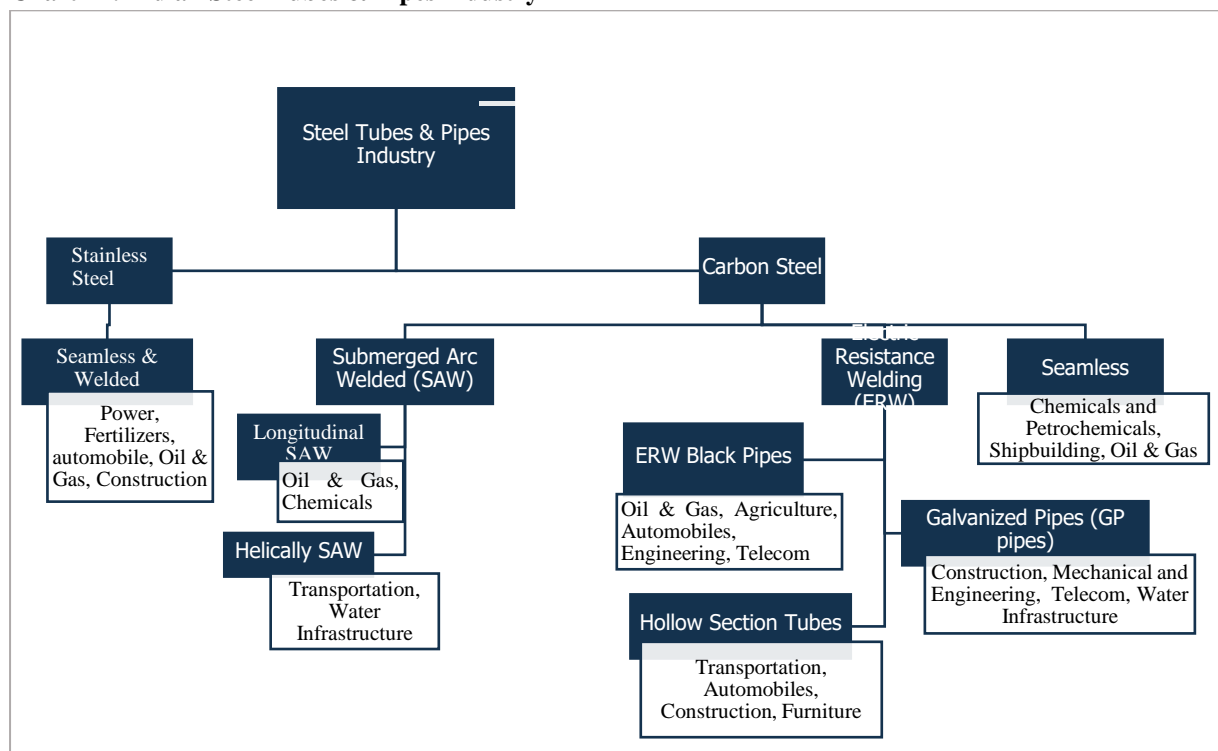 Steel Tubes & Pipes
Industry
Stainless
Steel
Carbon Steel
Seamless &
Welded
Power,
Fertilizers,
automobile, Oil &
Gas, Construction
Submerged Arc
Welded (SAW)
Longitudinal
SAW
Oil & Gas,
Chemicals
Helically SAW
Transportation,
Water
Infrastructure
Electric
Resistance
Welding
(ERW)
ERW Black Pipes
Oil & Gas, Agriculture,
Automobiles,
Engineering, Telecom
Galvanized Pipes (GP
pipes)
Construction, Mechanical and
Engineering, Telecom, Water
Infrastructure
Hollow Section Tubes
Transportation,
Automobiles,
Construction, Furniture
Seamless
Chemicals and
Petrochemicals,
Shipbuilding, Oil & Gas